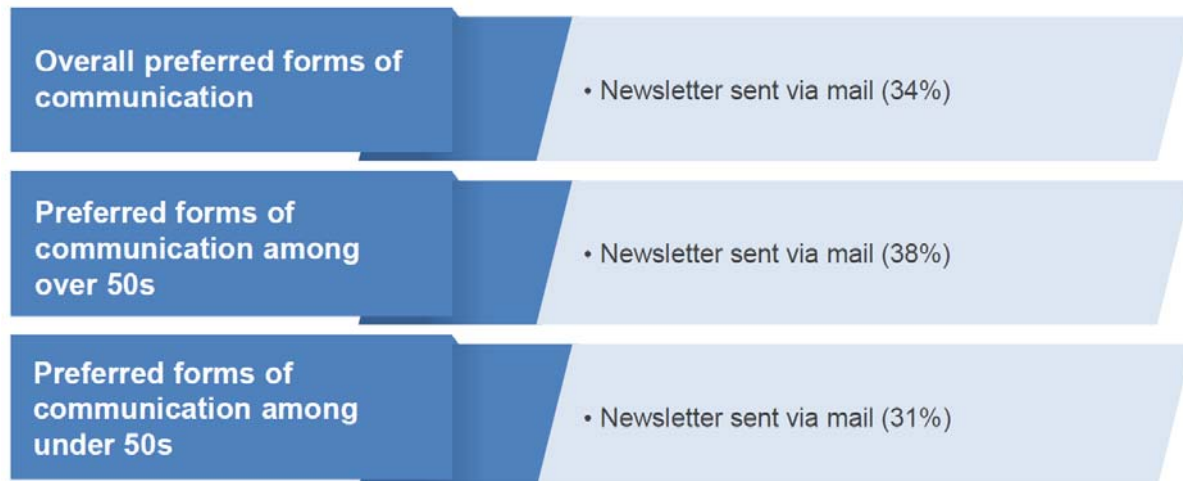 Overall preferred forms of
communication
• Newsletter sent via mail (34%)
Preferred forms of
communication among
over 50s
• Newsletter sent via mail (38%)
Preferred forms of
communication among
under 50s
• Newsletter sent via mail (31%)